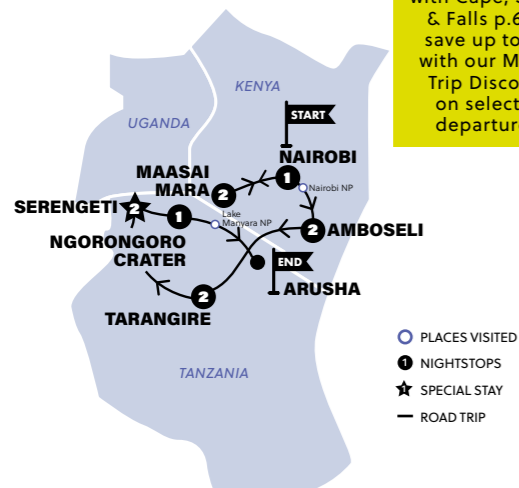 & Falls p.6
save up to
with our M
Trip Disco
on select
departur
KENYA
UGANDA
START
NAIROBI
1
Nairobi NP
MAASAI
MARA
2
SERENGETI
2
1
Lake
Manyara NP
2
AMBOSELI
NGORONGORO
CRATER
END
ARUSHA
2
TARANGIRE
TANZANIA
PLACES VISITED
1 NIGHTSTOPS
1 SPECIAL STAY
ROAD TRIP